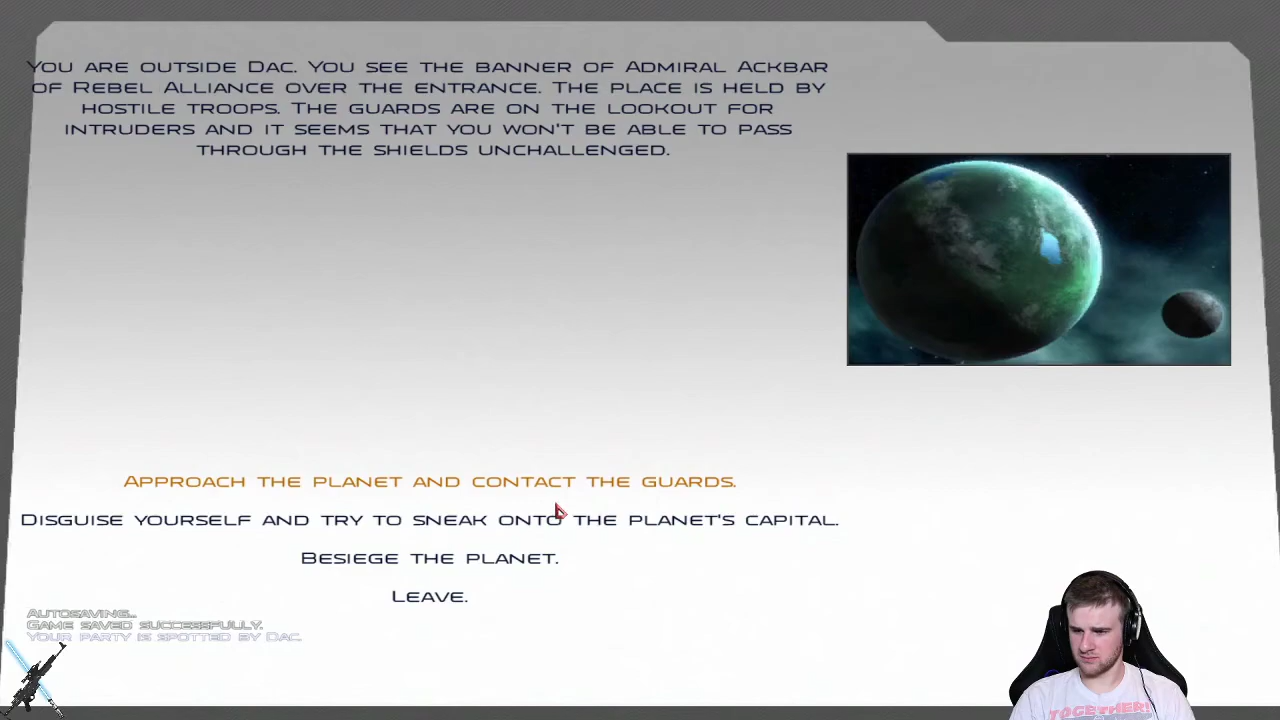 You are outside Dac. You see the banner of Admiral Ackbar
of Rebel Alliance over the entrance. The place is held by
hostile troops. The guards are on the lookout for
intruders and it seems that you won't be able to pass
through the shields unchallenged.
Approach the planet and contact the guards.
Disguise yourself and try to sneak onto the planet's capital.
Besiege the planet.
Leave.
Autosaving...
Game saved successfully.
Your party is spotted by Dac.
TOGETHER!